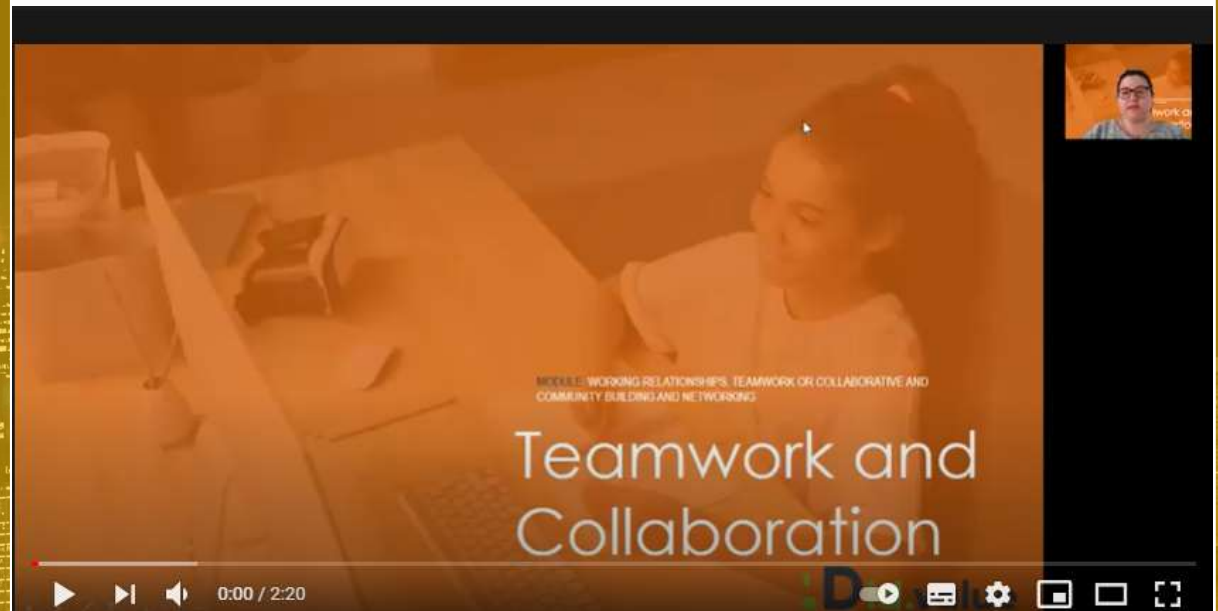 MODULE: WORKING RELATIONSHIPS, TEAMWORK OR COLLABORATIVE AND
COMMUNITY BUILDING AND NETWORKING
Teamwork and
Collaboration
0:00 / 2:20